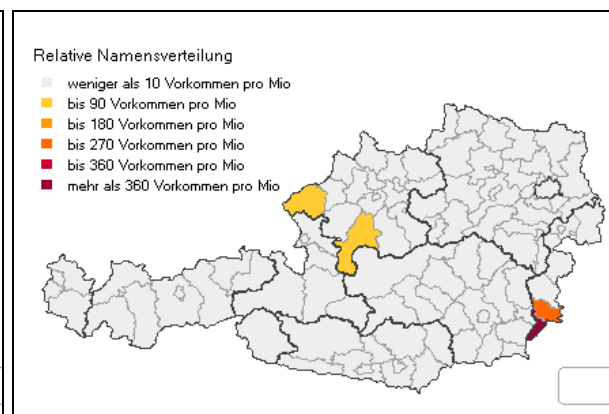 Relative Namensverteilung
weniger als 10 Vorkommen pro Mio
bis 90 Vorkommen pro Mio
bis 180 Vorkommen pro Mio
bis 270 Vorkommen pro Mio
bis 360 Vorkommen pro Mio
mehr als 360 Vorkommen pro Mio